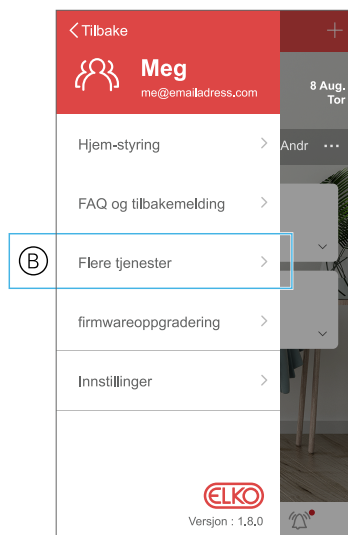 Tilbake
Meg
me@emailadress.com
8 Aug.
Tor
Hjem-styring
Andr ...
FAQ og tilbakemelding
B
Flere tjenester
firmwareoppgradering
Innstillinger
ELKO
Versjon : 1.8.0